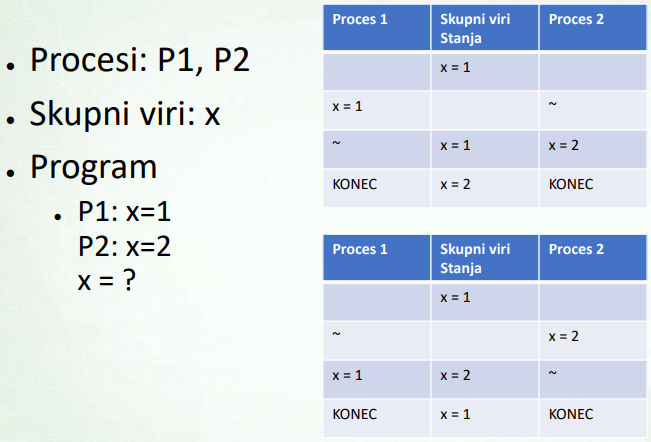 • Procesi: P1, P2
• Skupni viri: x
• Program
• P1: x=1
P2: x=2
x = ?
Proces 1 Skupni viri Stanja Proces 2
x = 1
x = 1 ~
~ x = 1 x = 2
KONEC x = 2 KONEC
Proces 1 Skupni viri Stanja Proces 2
x = 1
~ x = 2
x = 1 x = 2 ~
KONEC x = 1 KONEC